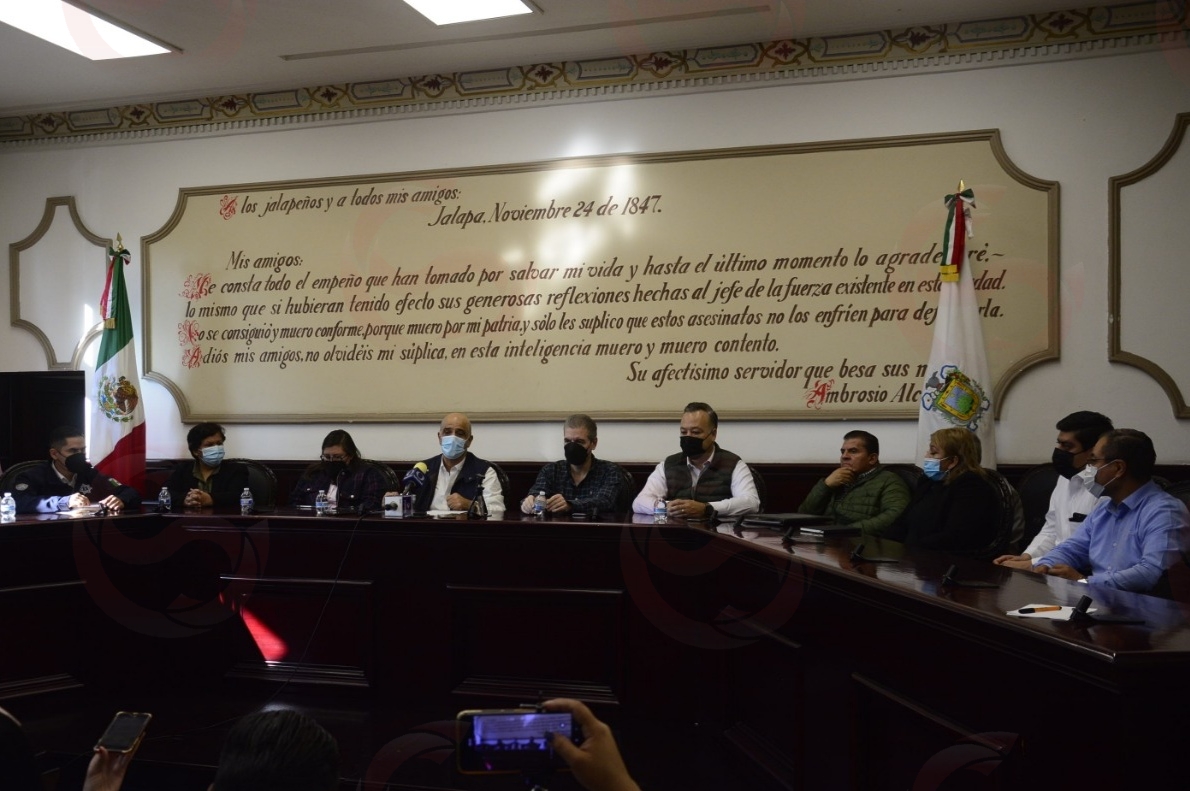 A los jalapeños y a todos mis amigos:
Jalapa, Noviembre 24 de 1847.
Mis amigos:
Me consta todo el empeño que han tomado por salvar mi vida y hasta el último momento lo
lo mismo que si hubieran tenido efecto sus generosas reflexiones hechas al jefe de la fuerza existente en
No se consiguió y muero conforme, porque muero por mi patria, y sólo les suplico que estos asesinatos no los enfríen para
Adiós mis amigos, no olvidéis mi súplica, en esta inteligencia muero y muero contento.
Su afectísimo servidor que besa sus
Ambrosio